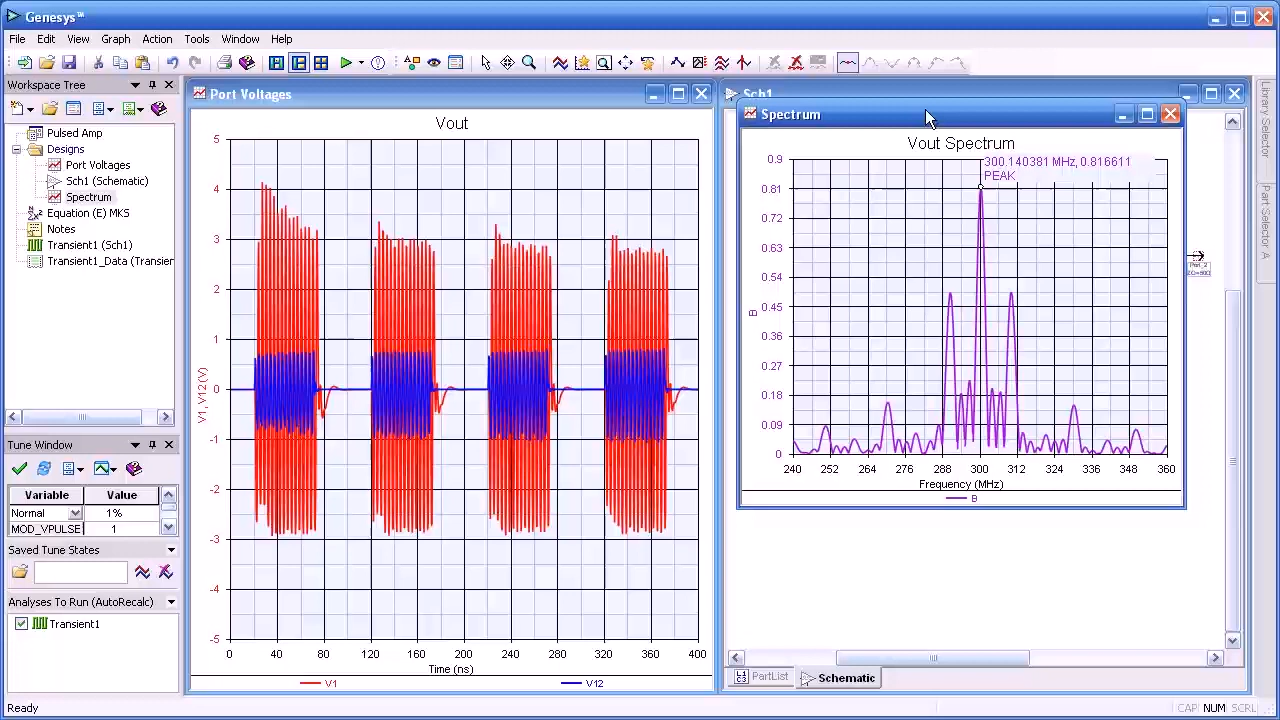 Genesys™
File Edit View Graph Action Tools Window Help
Workspace Tree
Pulsed Amp
Designs
Port Voltages
Sch1 (Schematic)
Spectrum
Equation (E) MKS
Notes
Transient1 (Sch1)
Transient1_Data (Transien
Tune Window
Variable Value
Normal 1%
MOD_VPULSE 1
Saved Tune States
Analyses To Run (AutoRecalc)
Transient1
Port Voltages
Vout
5
4
3
2
1
0
-1
-2
-3
-4
-5
V1, V12 (V)
0 40 80 120 160 200 240 280 320 360 400
Time (ns)
V1 V12
Sch1
Spectrum
Vout Spectrum
300.140381 MHz, 0.816611
PEAK
0.9
0.81
0.72
0.63
0.54
0.45
0.36
0.27
0.18
0.09
0
B
240 252 264 276 288 300 312 324 336 348 360
Frequency (MHz)
B
Port_2
PartList Schematic
Library Selector
Part Selector A
Ready
CAP NUM SCRL